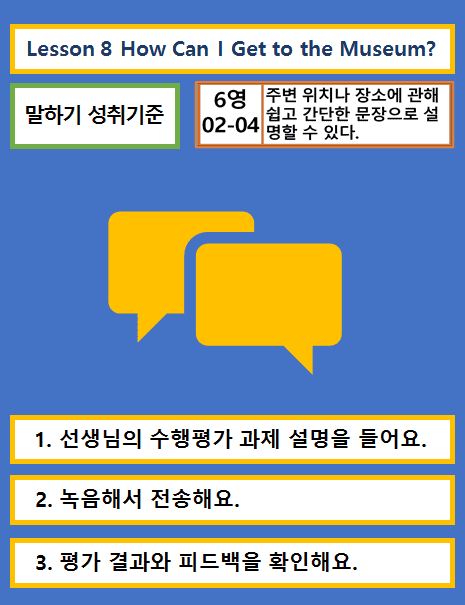 Lesson 8 How Can I Get to the Museum?
말하기 성취기준
6영
02-04
주변 위치나 장소에 관해
쉽고 간단한 문장으로 설
명할 수 있다.
1. 선생님의 수행평가 과제 설명을 들어요.
2. 녹음해서 전송해요.
3. 평가 결과와 피드백을 확인해요.